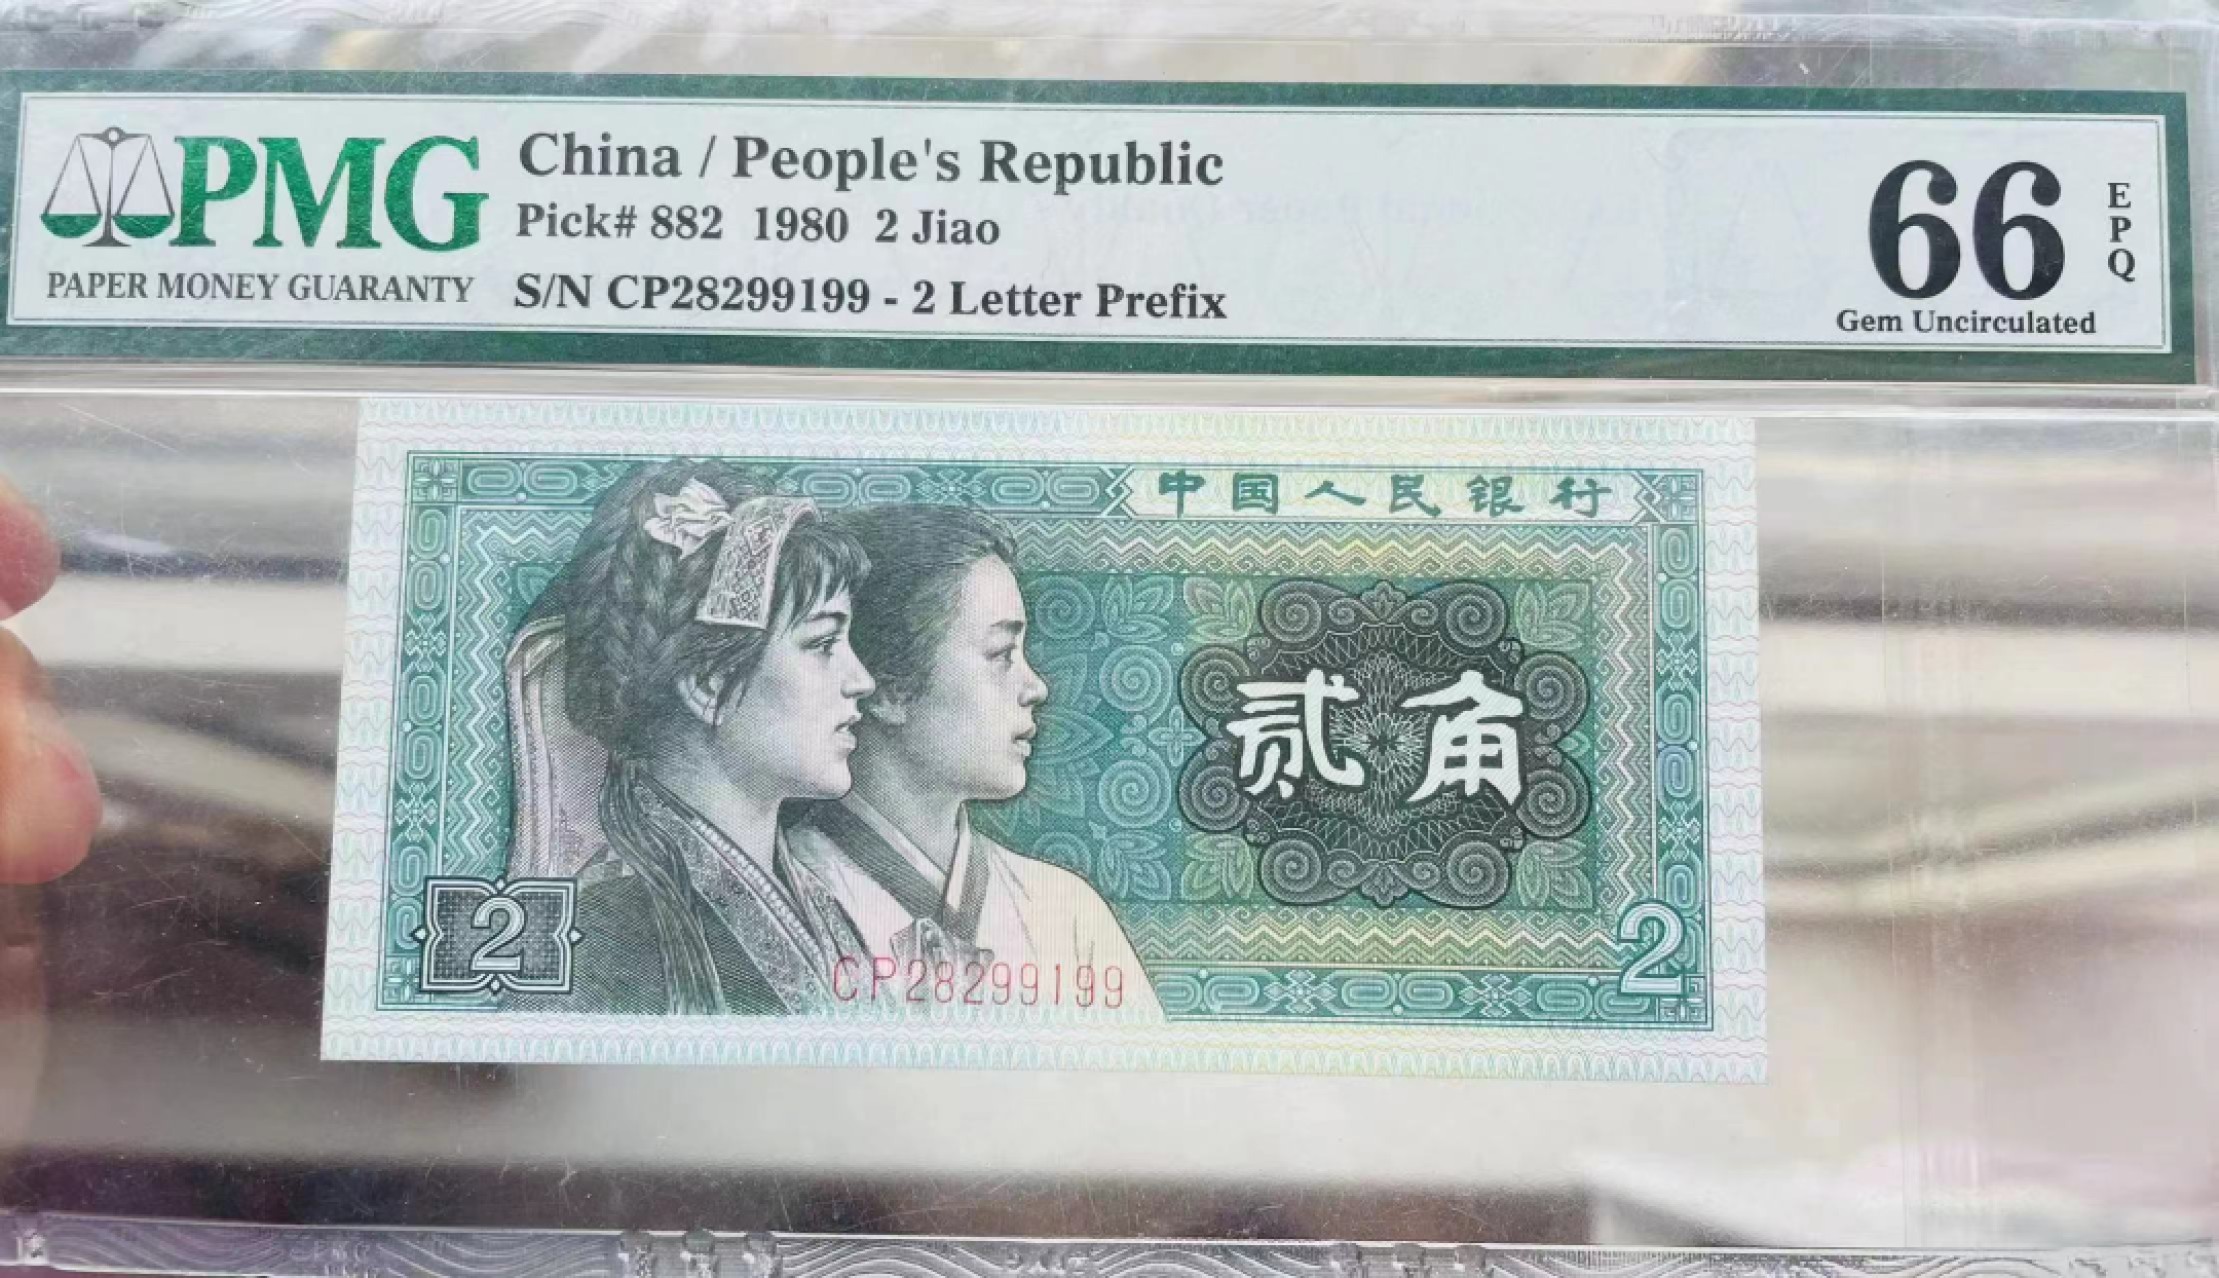 PMG
PAPER MONEY GUARANTY
China / People's Republic
Pick# 882 1980 2 Jiao
S/N CP28299199 - 2 Letter Prefix
66
EPQ
Gem Uncirculated
中国人民银行
贰角
2
CP28299199
2